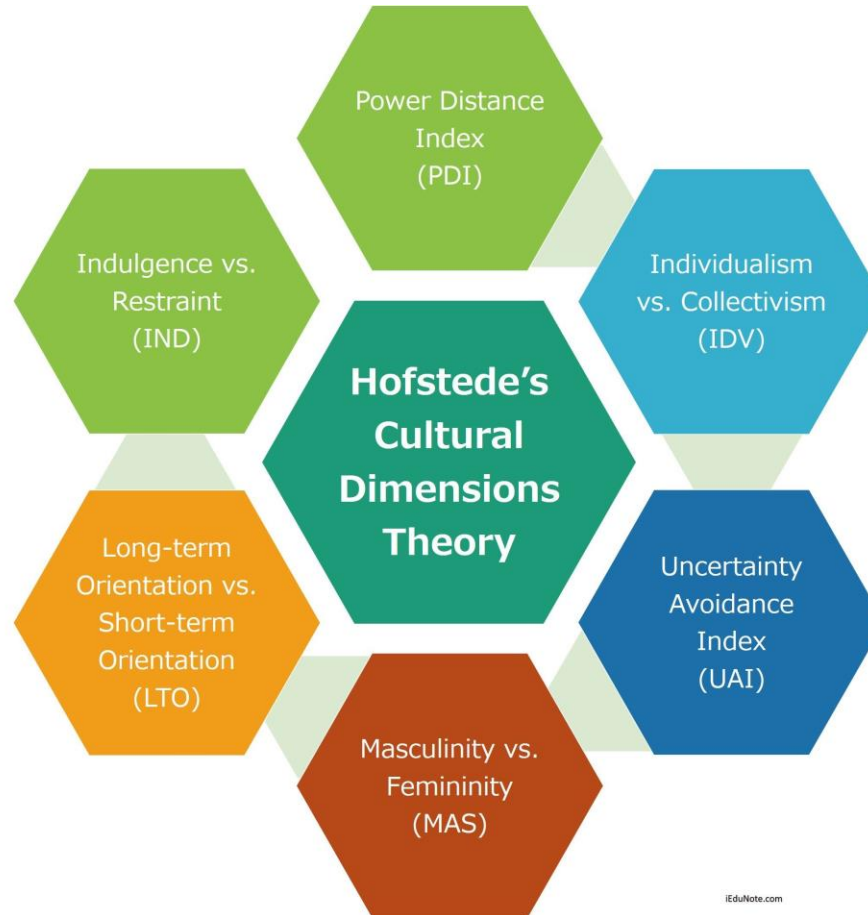 Power Distance
Index
(PDI)
Individualism
vs. Collectivism
(IDV)
Uncertainty
Avoidance
Index
(UAI)
Masculinity vs.
Femininity
(MAS)
Long-term
Orientation vs.
Short-term
Orientation
(LTO)
Indulgence vs.
Restraint
(IND)
Hofstede’s
Cultural
Dimensions
Theory
iEduNote.com